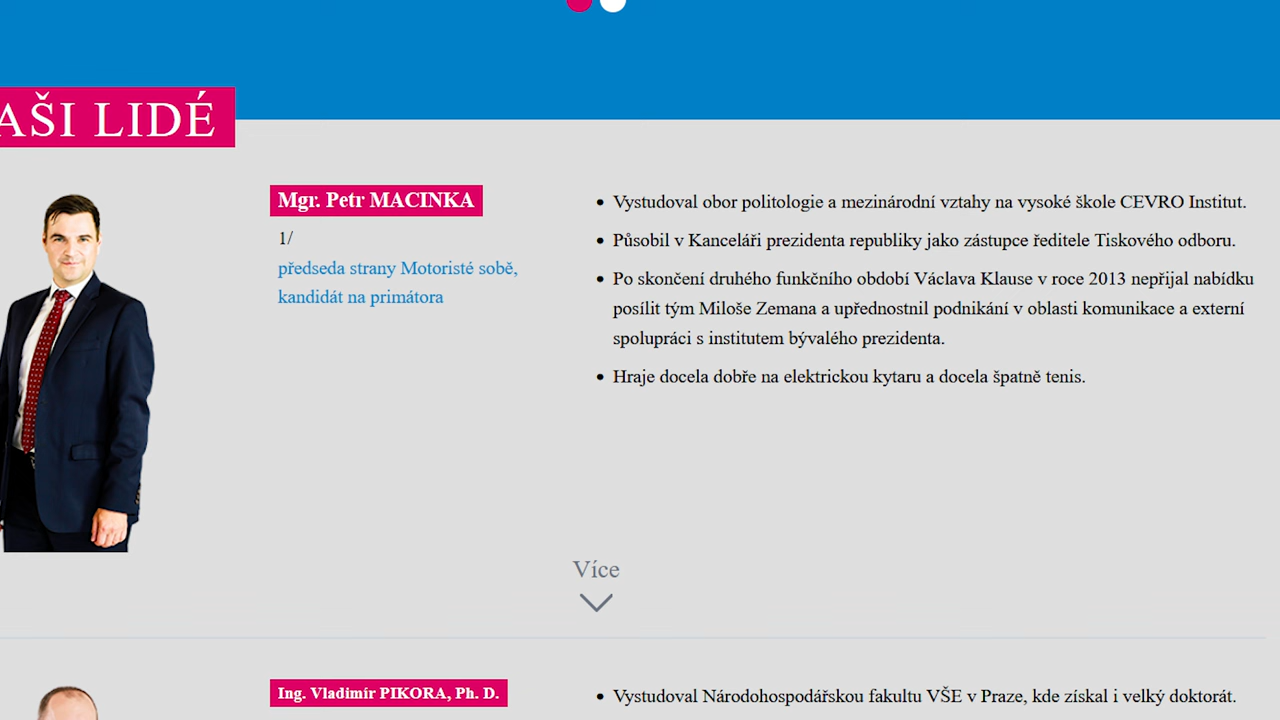 AŠI LIDÉ
Mgr. Petr MACINKA
1/
předseda strany Motoristé sobě,
kandidát na primátora
• Vystudoval obor politologie a mezinárodní vztahy na vysoké škole CEVRO Institut.
• Působil v Kanceláři prezidenta republiky jako zástupce ředitele Tiskového odboru.
• Po skončení druhého funkčního období Václava Klause v roce 2013 nepřijal nabídku
posílit tým Miloše Zemana a upřednostnil podnikání v oblasti komunikace a externí
spolupráci s institutem bývalého prezidenta.
• Hraje docela dobře na elektrickou kytaru a docela špatně tenis.
Více
Ing. Vladimír PIKORA, Ph. D.
• Vystudoval Národohospodářskou fakultu VŠE v Praze, kde získal i velký doktorát.